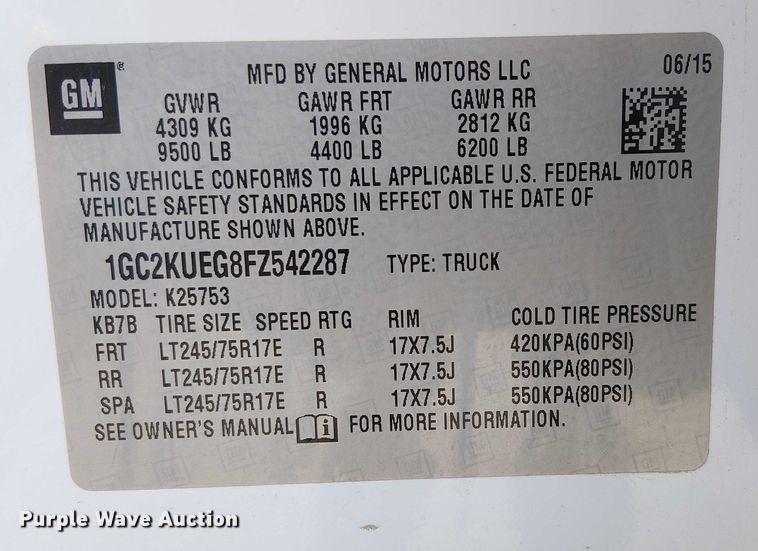 GM®
MFD BY GENERAL MOTORS LLC 06/15
GVWR GAWR FRT GAWR RR
4309 KG 1996 KG 2812 KG
9500 LB 4400 LB 6200 LB
THIS VEHICLE CONFORMS TO ALL APPLICABLE U.S. FEDERAL MOTOR
VEHICLE SAFETY STANDARDS IN EFFECT ON THE DATE OF
MANUFACTURE SHOWN ABOVE.
1GC2KUEG8FZ542287 TYPE: TRUCK
MODEL: K25753
KB7B TIRE SIZE SPEED RTG RIM COLD TIRE PRESSURE
FRT LT245/75R17E R 17X7.5J 420KPA(60PSI)
RR LT245/75R17E R 17X7.5J 550KPA(80PSI)
SPA LT245/75R17E R 17X7.5J 550KPA(80PSI)
SEE OWNER'S MANUAL i FOR MORE INFORMATION.
Purple Wave Auction